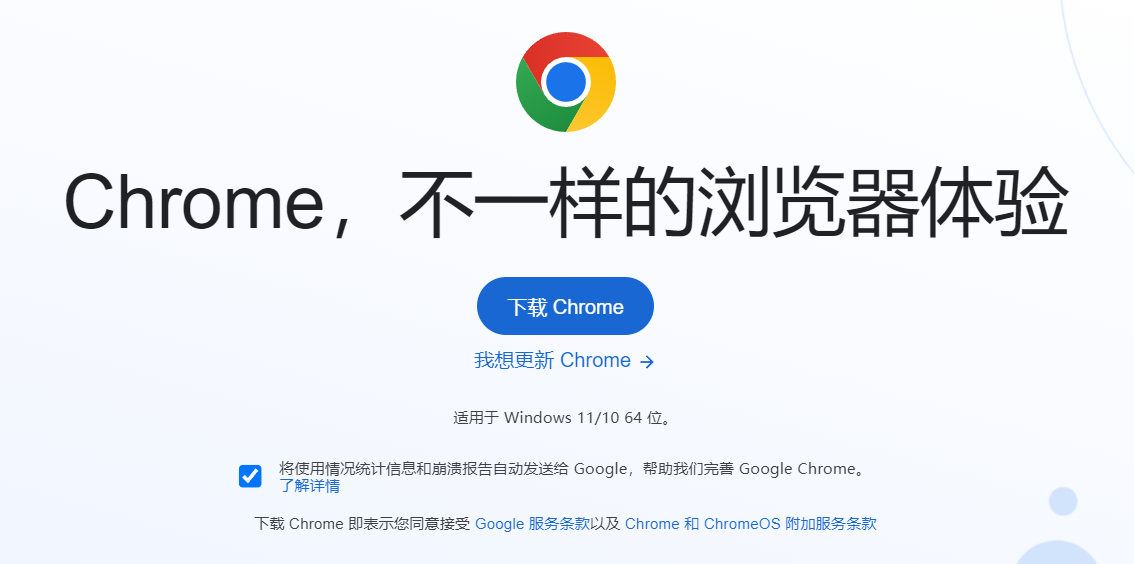 Chrome，不一样的浏览器体验
下载 Chrome
我想更新 Chrome →
适用于 Windows 11/10 64 位。
将使用情况统计信息和崩溃报告自动发送给 Google，帮助我们完善 Google Chrome。
了解详情
下载 Chrome 即表示您同意接受 Google 服务条款以及 Chrome 和 ChromeOS 附加服务条款